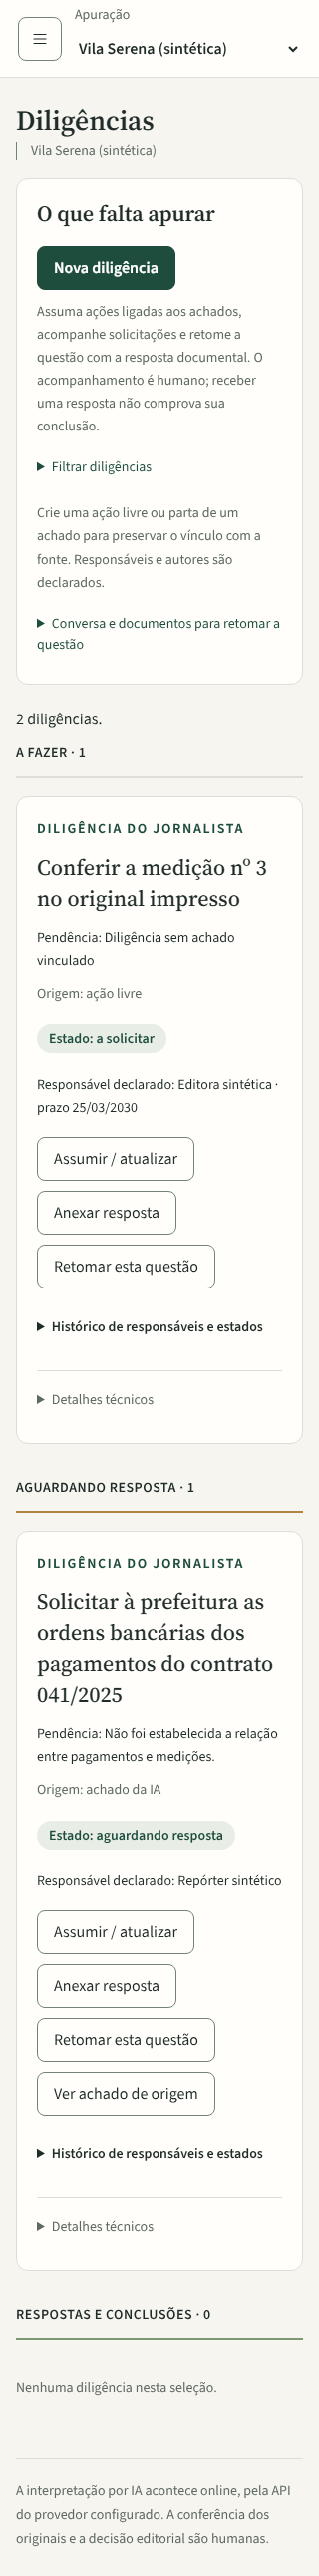 Apuração
Vila Serena (sintética)
Diligências
Vila Serena (sintética)
O que falta apurar
Nova diligência
Assuma ações ligadas aos achados,
acompanhe solicitações e retome a
questão com a resposta documental. O
acompanhamento é humano; receber
uma resposta não comprova sua
conclusão.
Filtrar diligências
Crie uma ação livre ou parta de um
achado para preservar o vínculo com a
fonte. Responsáveis e autores são
declarados.
Conversa e documentos para retomar a
questão
2 diligências.
A FAZER · 1
DILIGÊNCIA DO JORNALISTA
Conferir a medição nº 3
no original impresso
Pendência: Diligência sem achado
vinculado
Origem: ação livre
Estado: a solicitar
Responsável declarado: Editora sintética ·
prazo 25/03/2030
Assumir / atualizar
Anexar resposta
Retomar esta questão
Histórico de responsáveis e estados
Detalhes técnicos
AGUARDANDO RESPOSTA · 1
DILIGÊNCIA DO JORNALISTA
Solicitar à prefeitura as
ordens bancárias dos
pagamentos do contrato
041/2025
Pendência: Não foi estabelecida a relação
entre pagamentos e medições.
Origem: achado da IA
Estado: aguardando resposta
Responsável declarado: Repórter sintético
Assumir / atualizar
Anexar resposta
Retomar esta questão
Ver achado de origem
Histórico de responsáveis e estados
Detalhes técnicos
RESPOSTAS E CONCLUSÕES · 0
Nenhuma diligência nesta seleção.
A interpretação por IA acontece online, pela API
do provedor configurado. A conferência dos
originais e a decisão editorial são humanas.